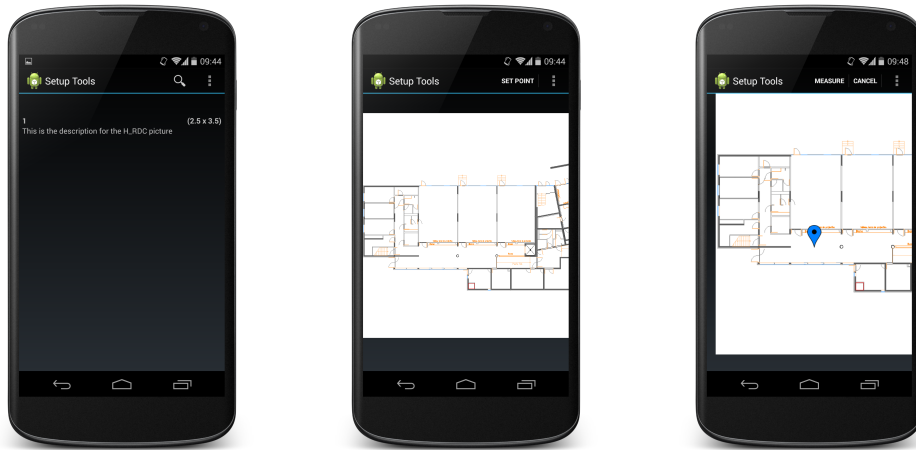 09:44
Setup Tools
1 (2.5 x 3.5)
This is the description for the H_RDC picture
09:44
Setup Tools SET POINT
09:48
Setup Tools MEASURE CANCEL